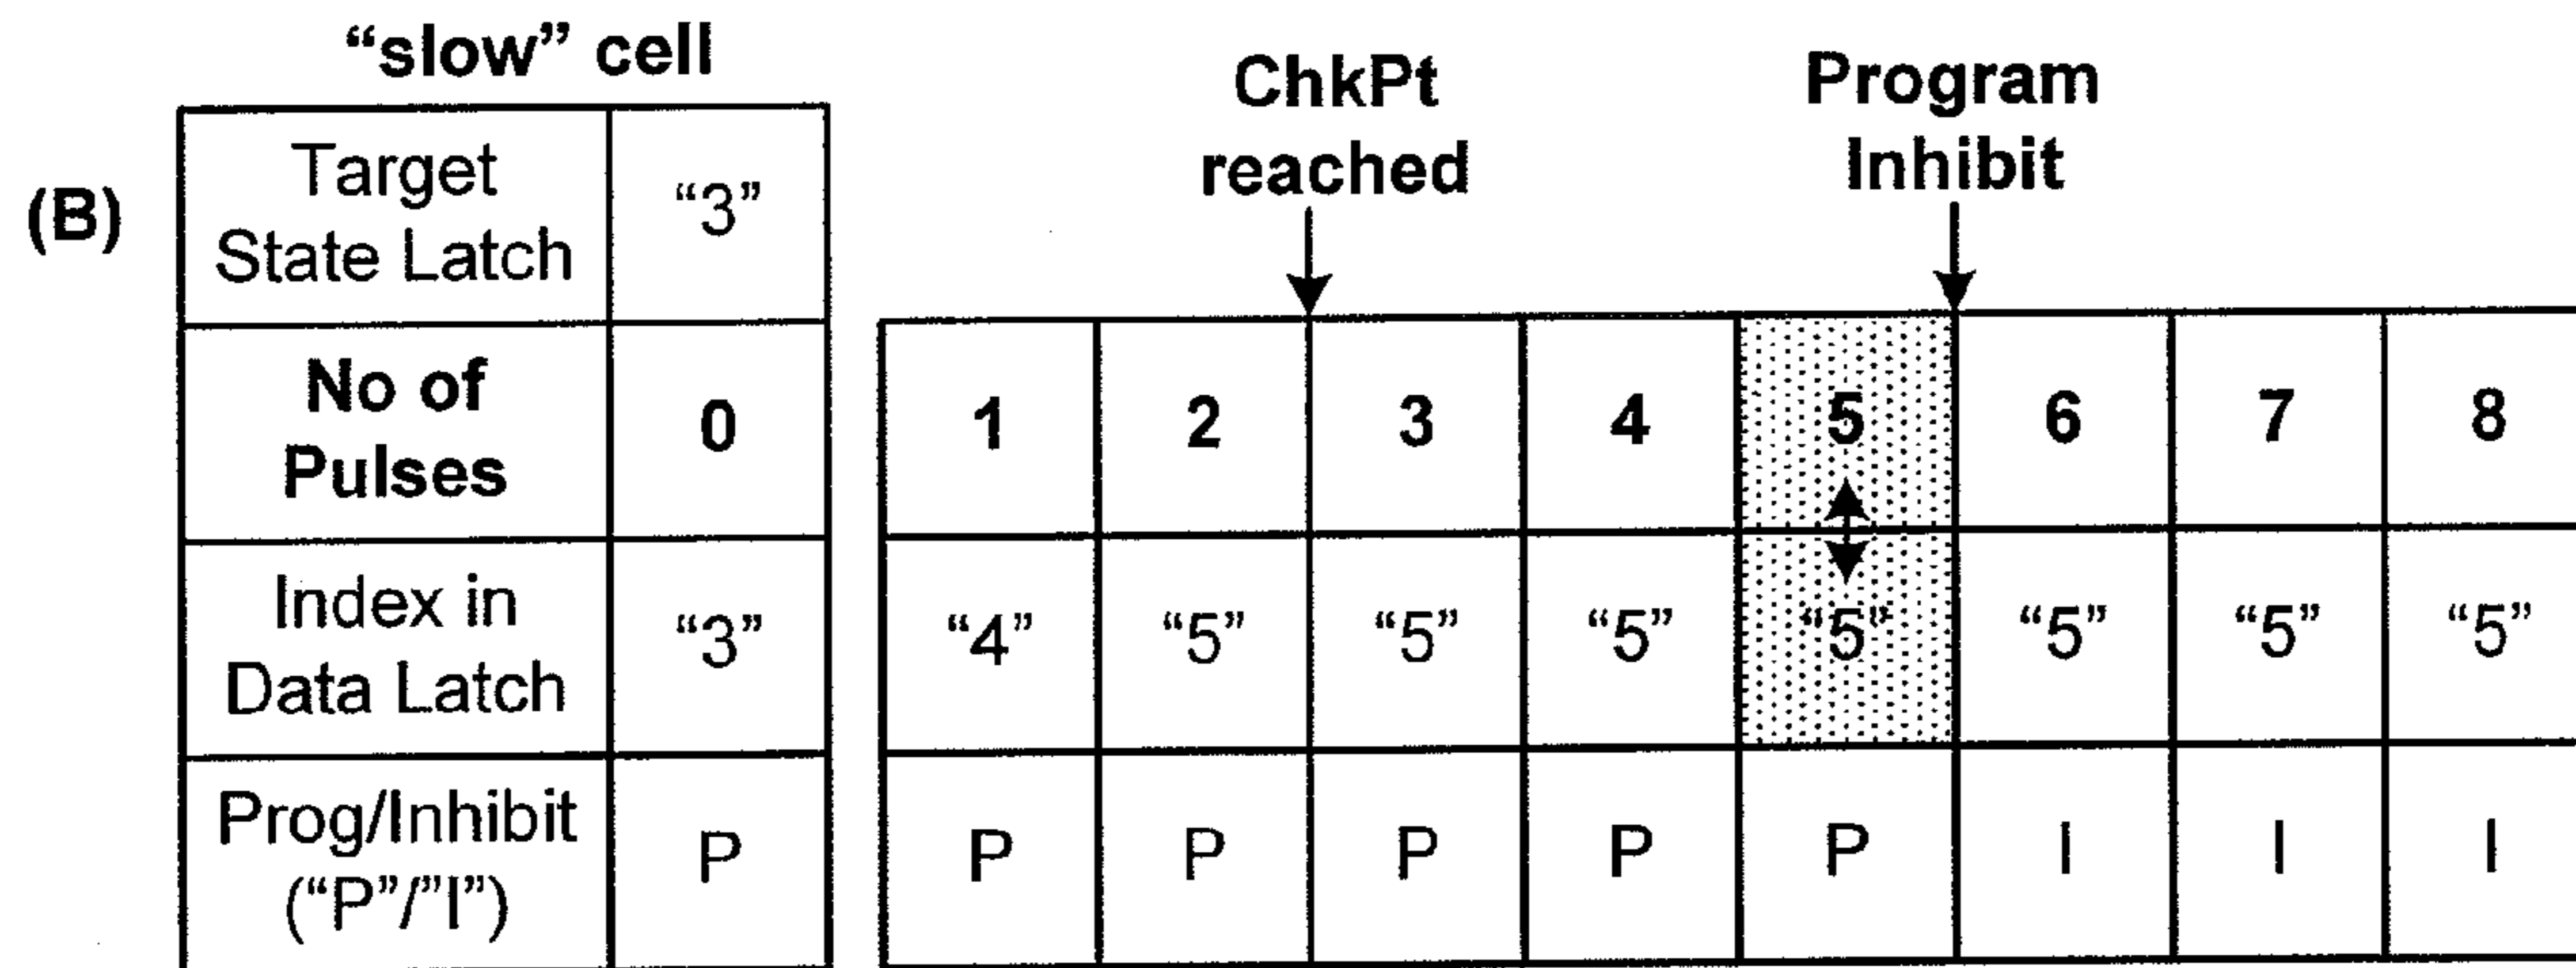 “slow” cell
ChkPt
reached
Program
Inhibit
(B)
Target
State Latch
“3”
No of
Pulses
0 1 2 3 4 5 6 7 8
Index in
Data Latch
“3” “4” “5” “5” “5” “5” “5” “5” “5”
Prog/Inhibit
(“P”/”I”)
P P P P P P I I I